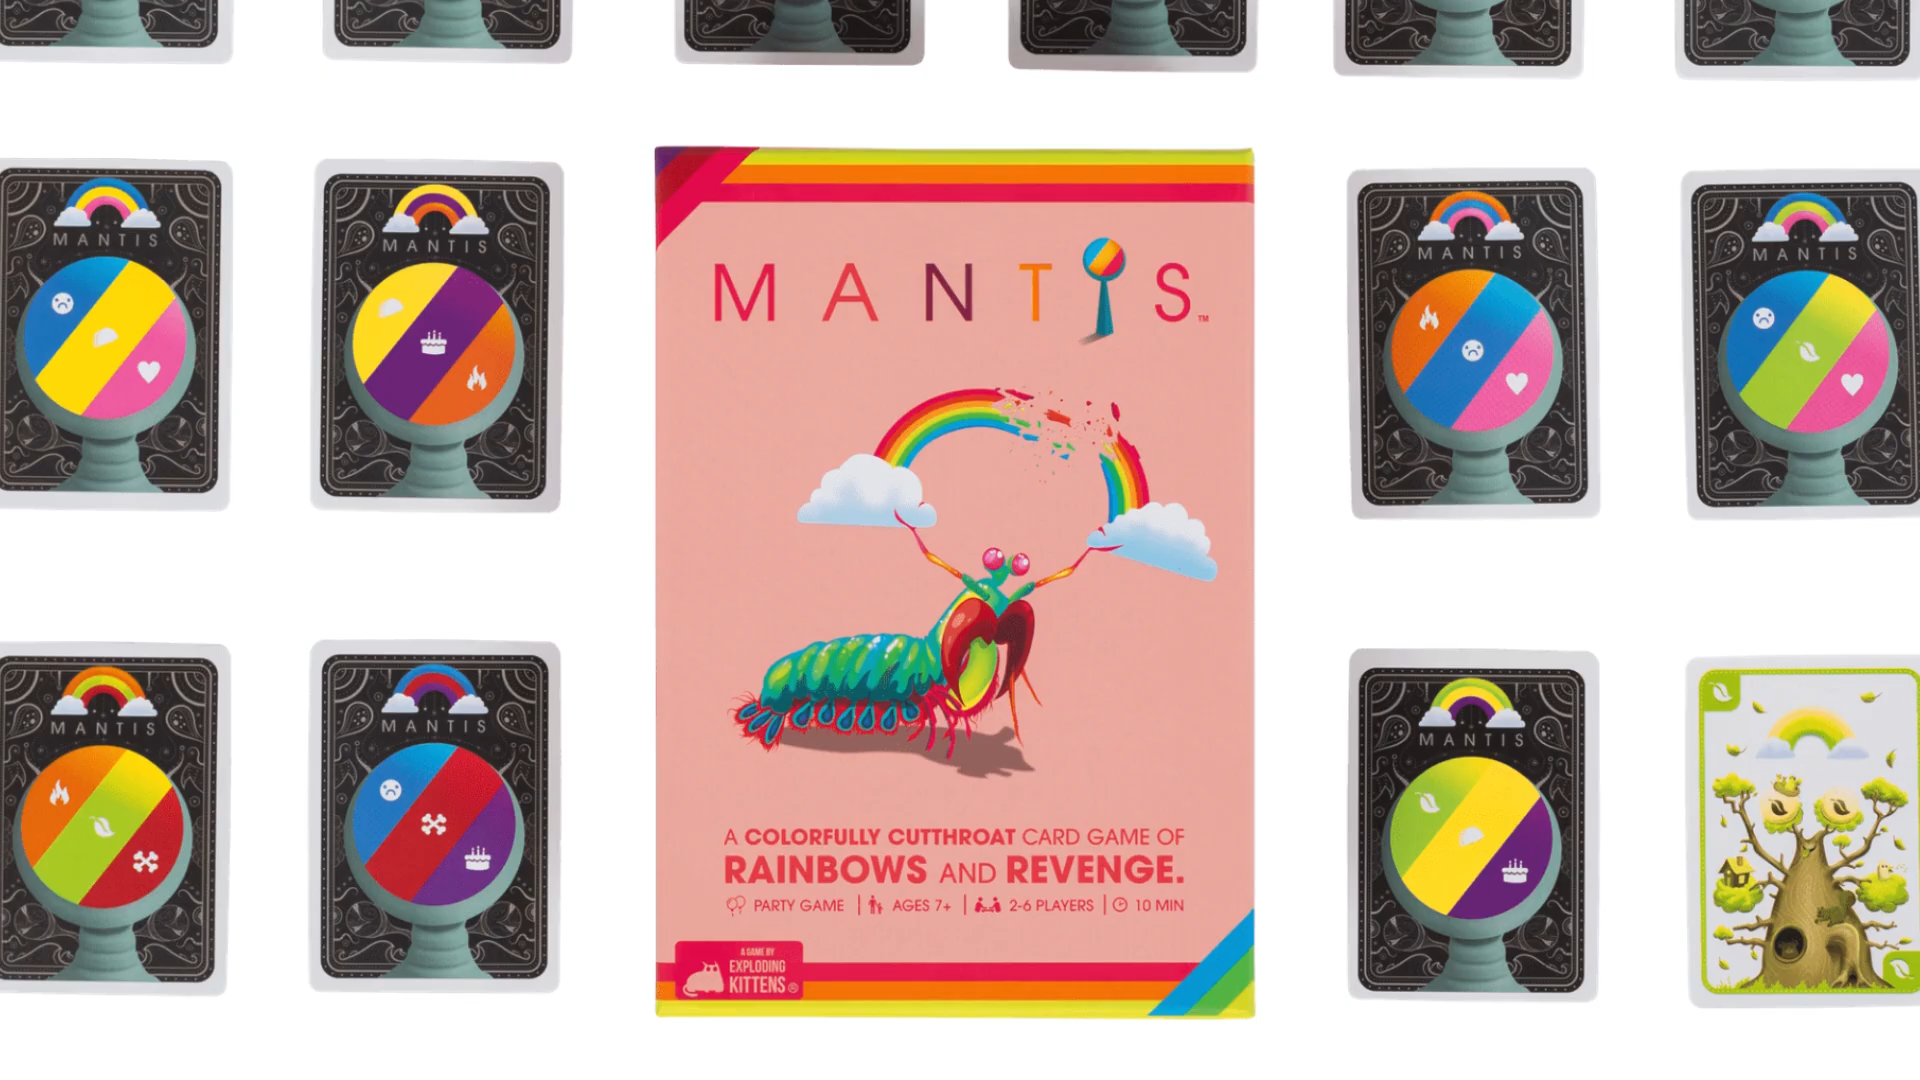 MANTIS
MANTIS
MANTIS™
MANTIS
MANTIS
A COLORFULLY CUTTHROAT CARD GAME OF
RAINBOWS AND REVENGE.
PARTY GAME | AGES 7+ | 2-6 PLAYERS | 10 MIN
A GAME BY
EXPLODING
KITTENS
MANTIS
MANTIS
MANTIS